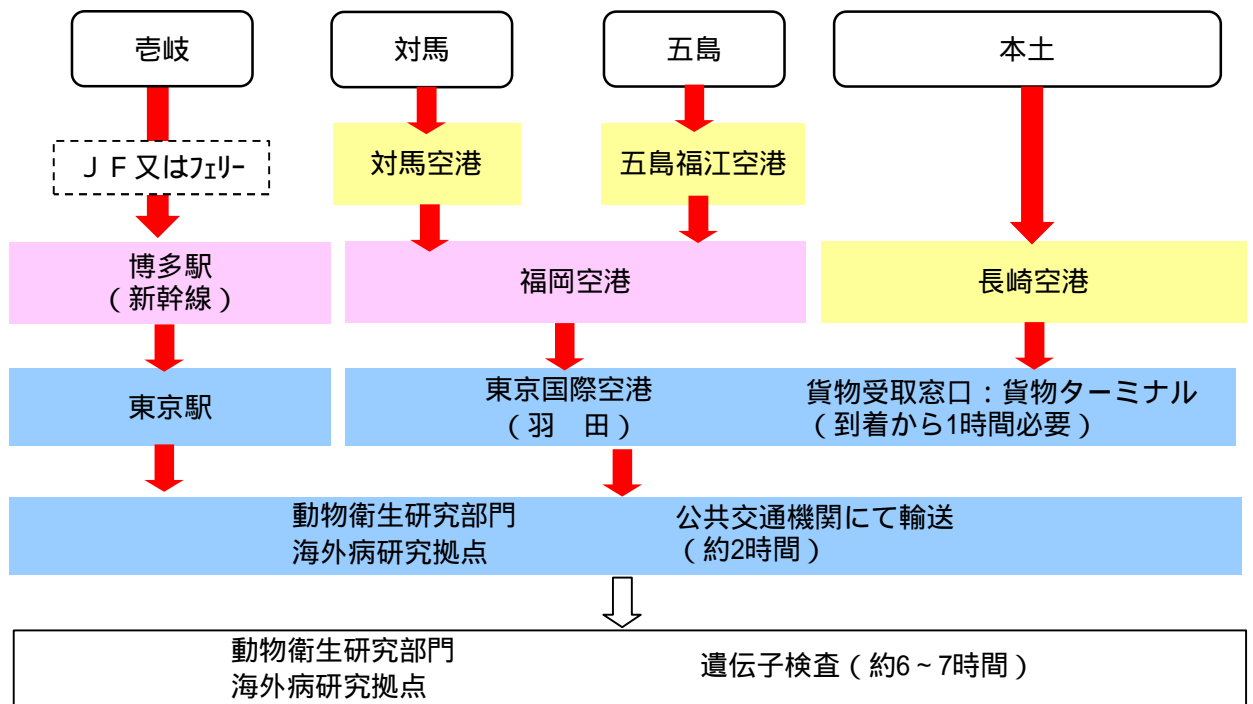 壱岐
対馬
五島
本土
ＪＦ又はﾌｪﾘｰ
対馬空港
五島福江空港
博多駅
（新幹線）
福岡空港
長崎空港
東京駅
東京国際空港
（羽　田）
貨物受取窓口：貨物ターミナル
（到着から1時間必要）
動物衛生研究部門
海外病研究拠点
公共交通機関にて輸送
（約2時間）
動物衛生研究部門
海外病研究拠点
遺伝子検査（約6～7時間）